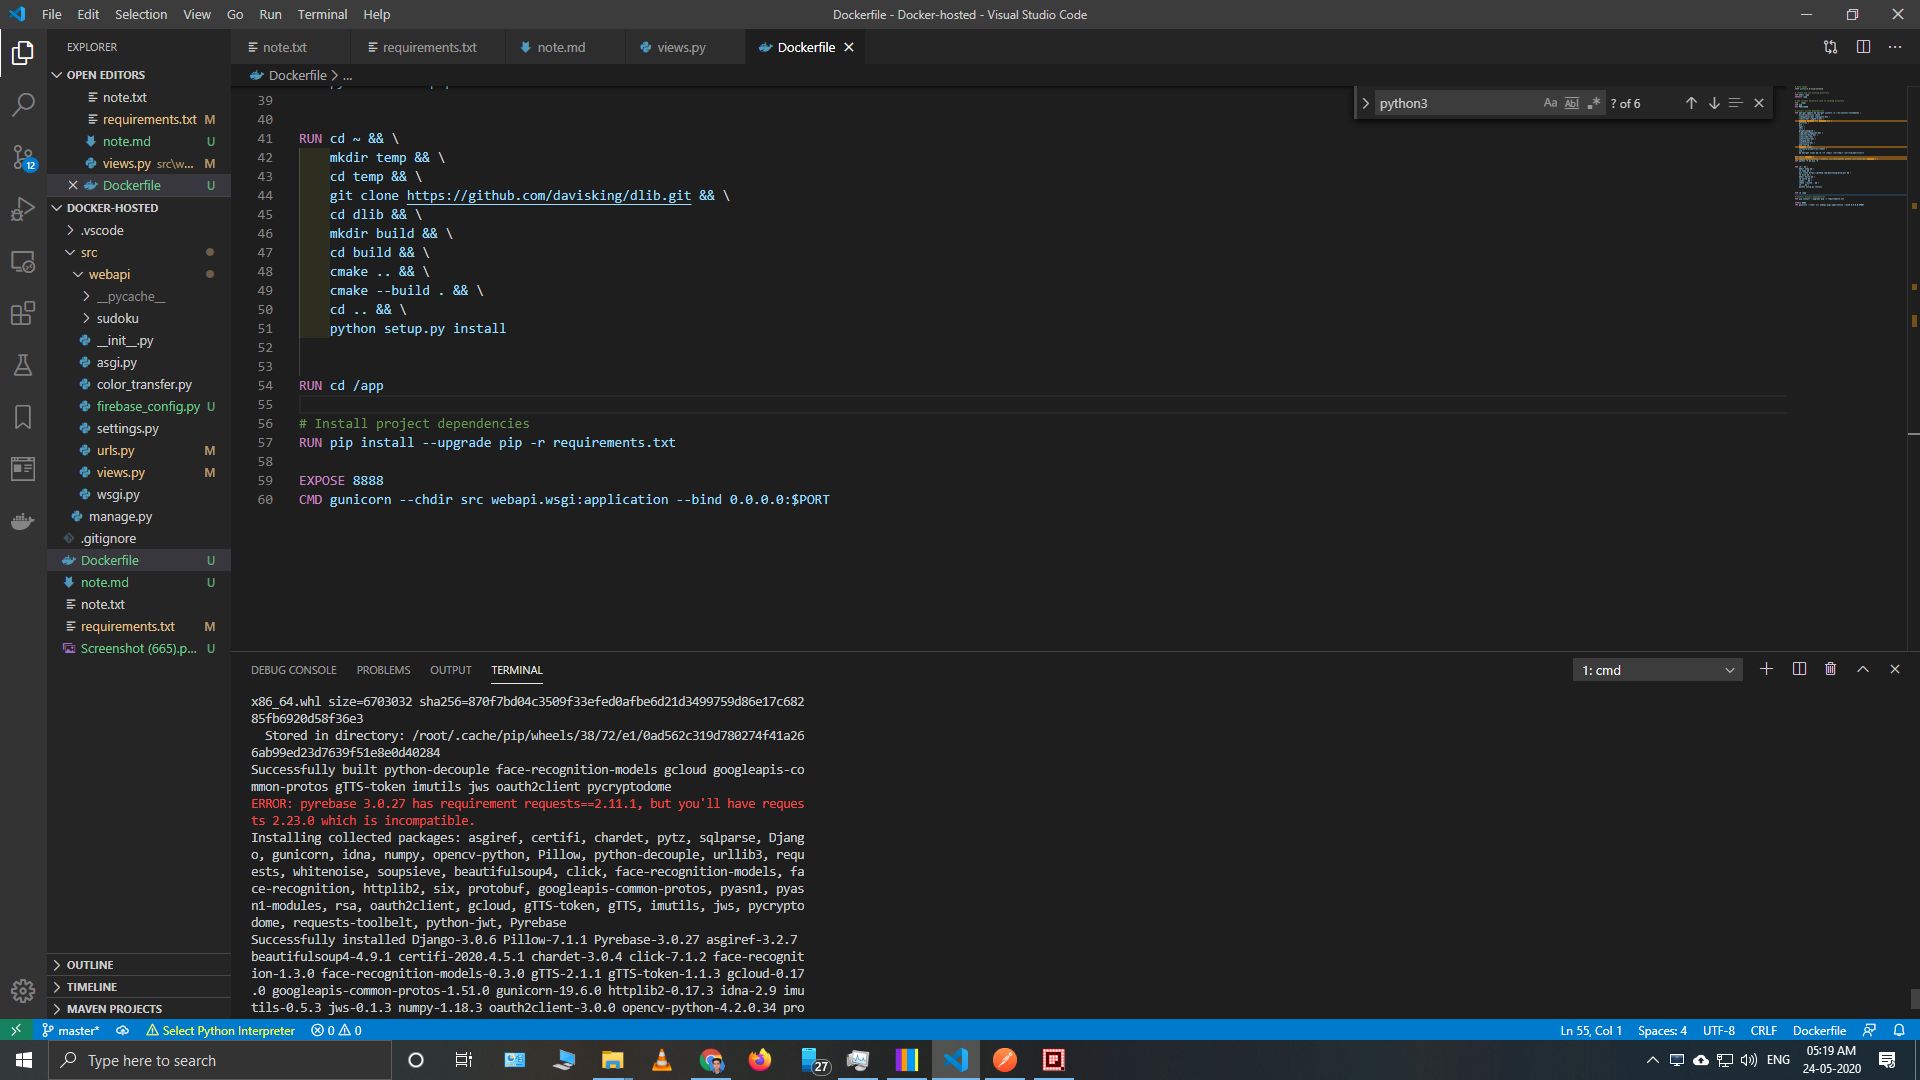 File Edit Selection View Go Run Terminal Help
Dockerfile - Docker-hosted - Visual Studio Code
EXPLORER
OPEN EDITORS
note.txt
requirements.txt M
note.md U
views.py src\w... M
Dockerfile U
DOCKER-HOSTED
.vscode
src
webapi
__pycache__
sudoku
__init__.py
asgi.py
color_transfer.py
firebase_config.py U
settings.py
urls.py M
views.py M
wsgi.py
manage.py
.gitignore
Dockerfile U
note.md U
note.txt
requirements.txt M
Screenshot (665).p... U
OUTLINE
TIMELINE
MAVEN PROJECTS
12
note.txt requirements.txt note.md views.py Dockerfile
Dockerfile > ...
python3 Aa Abl .* ? of 6
39
40
41 RUN cd ~ && \
42 mkdir temp && \
43 cd temp && \
44 git clone https://github.com/davisking/dlib.git && \
45 cd dlib && \
46 mkdir build && \
47 cd build && \
48 cmake .. && \
49 cmake --build . && \
50 cd .. && \
51 python setup.py install
52
53
54 RUN cd /app
55
56 # Install project dependencies
57 RUN pip install --upgrade pip -r requirements.txt
58
59 EXPOSE 8888
60 CMD gunicorn --chdir src webapi.wsgi:application --bind 0.0.0.0:$PORT
DEBUG CONSOLE PROBLEMS OUTPUT TERMINAL
1: cmd
x86_64.whl size=6703032 sha256=870f7bd04c3509f33efed0afbe6d21d3499759d86e17c682
85fb6920d58f36e3
Stored in directory: /root/.cache/pip/wheels/38/72/e1/0ad562c319d780274f41a26
6ab99ed23d7639f51e8e0d40284
Successfully built python-decouple face-recognition-models gcloud googleapis-co
mmon-protos gTTS-token imutils jws oauth2client pycryptodome
ERROR: pyrebase 3.0.27 has requirement requests==2.11.1, but you'll have reques
ts 2.23.0 which is incompatible.
Installing collected packages: asgiref, certifi, chardet, pytz, sqlparse, Djang
o, gunicorn, idna, numpy, opencv-python, Pillow, python-decouple, urllib3, requ
ests, whitenoise, soupsieve, beautifulsoup4, click, face-recognition-models, fa
ce-recognition, httplib2, six, protobuf, googleapis-common-protos, pyasn1, pyas
n1-modules, rsa, oauth2client, gcloud, gTTS-token, gTTS, imutils, jws, pycrypto
dome, requests-toolbelt, python-jwt, Pyrebase
Successfully installed Django-3.0.6 Pillow-7.1.1 Pyrebase-3.0.27 asgiref-3.2.7
beautifulsoup4-4.9.1 certifi-2020.4.5.1 chardet-3.0.4 click-7.1.2 face-recognit
ion-1.3.0 face-recognition-models-0.3.0 gTTS-2.1.1 gTTS-token-1.1.3 gcloud-0.17
.0 googleapis-common-protos-1.51.0 gunicorn-19.6.0 httplib2-0.17.3 idna-2.9 imu
tils-0.5.3 jws-0.1.3 numpy-1.18.3 oauth2client-3.0.0 opencv-python-4.2.0.34 pro
master* Select Python Interpreter 0 0
Ln 55, Col 1 Spaces: 4 UTF-8 CRLF Dockerfile
Type here to search
27
ENG
05:19 AM
24-05-2020